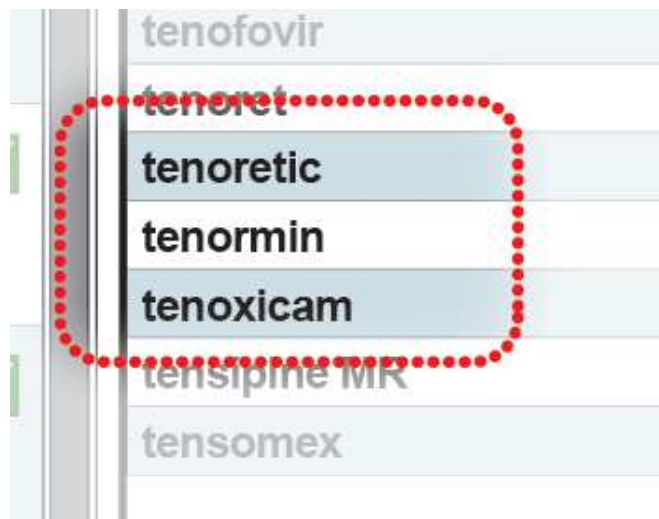 tenofovir
tenoret
tenoretic
tenormin
tenoxicam
tensipine MR
tensomex